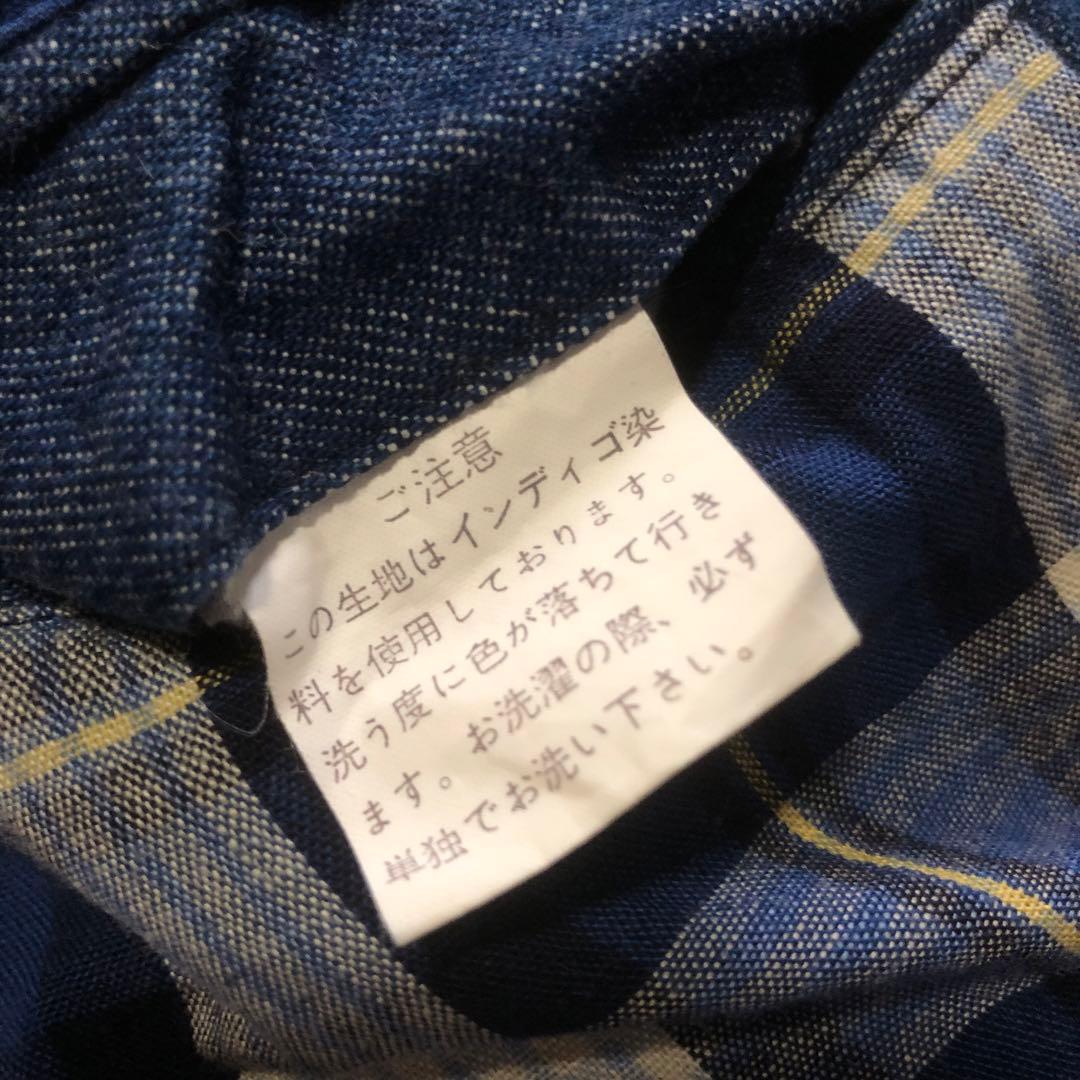 ご注意
この生地はインディゴ染
料を使用しております。
洗う度に色が落ちて行き
ます。お洗濯の際、必ず
単独でお洗い下さい。